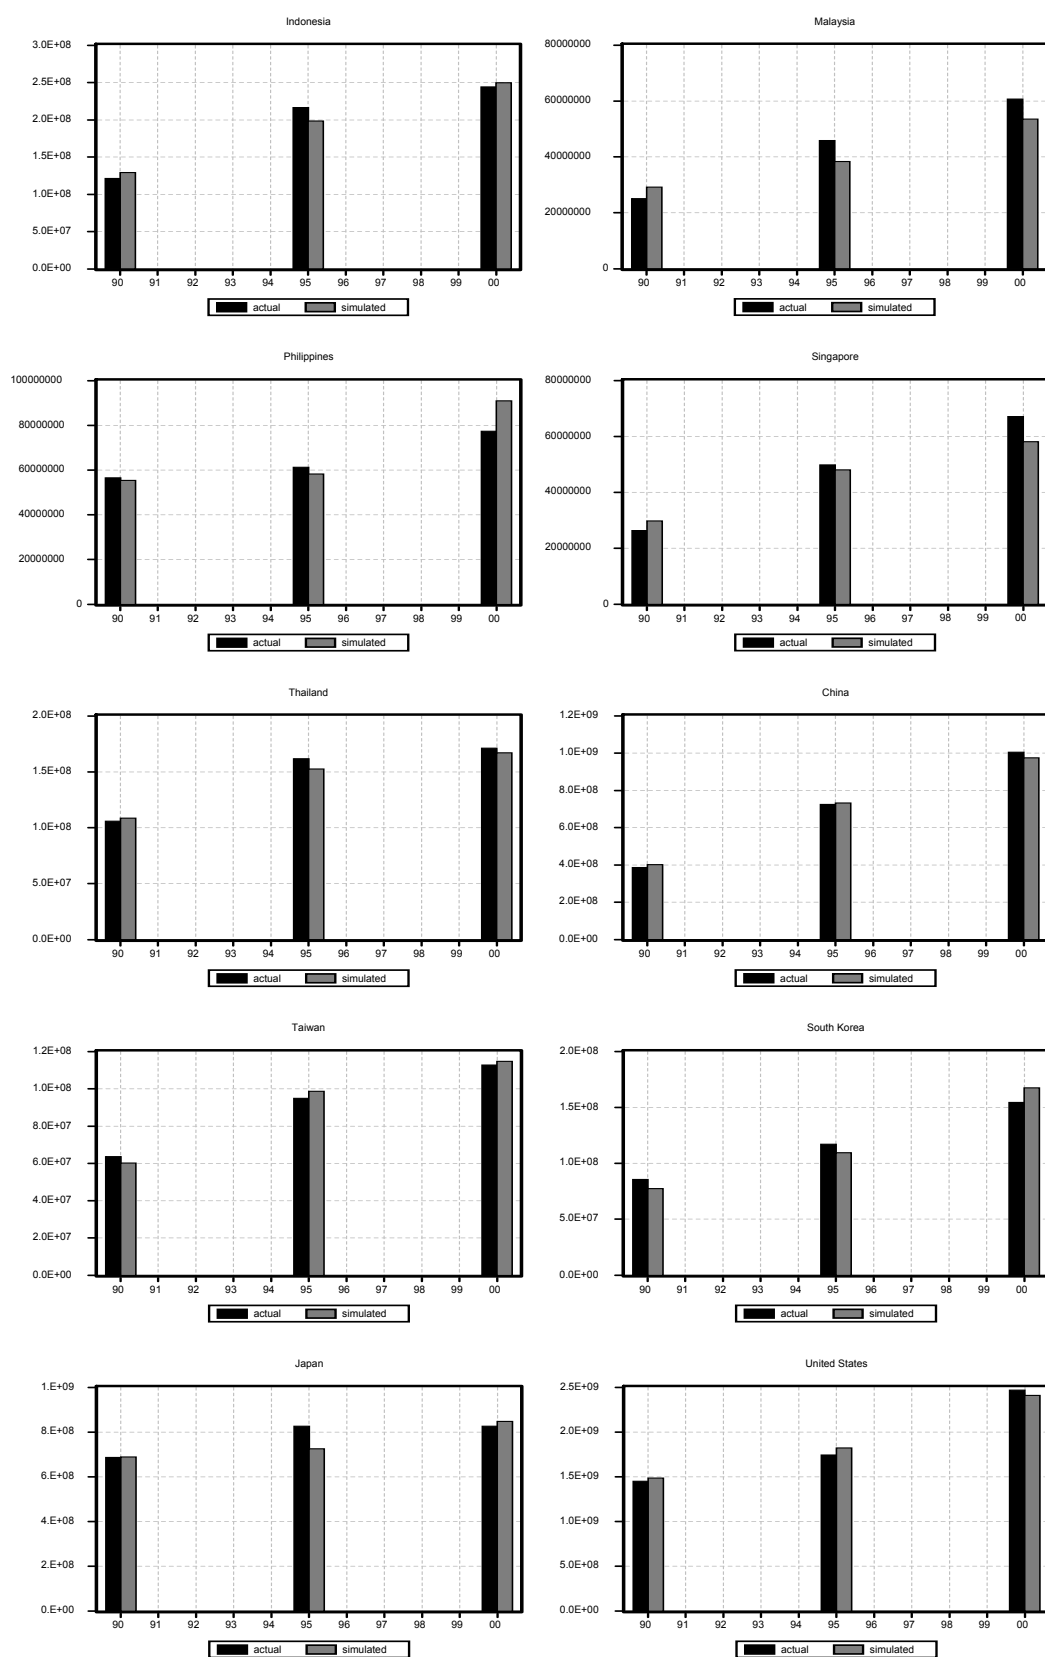 Indonesia
3.0E+08
2.5E+08
2.0E+08
1.5E+08
1.0E+08
5.0E+07
0.0E+00
90 91 92 93 94 95 96 97 98 99 00
actual simulated
Malaysia
80000000
60000000
40000000
20000000
0
90 91 92 93 94 95 96 97 98 99 00
actual simulated
Philippines
100000000
80000000
60000000
40000000
20000000
0
90 91 92 93 94 95 96 97 98 99 00
actual simulated
Singapore
80000000
60000000
40000000
20000000
0
90 91 92 93 94 95 96 97 98 99 00
actual simulated
Thailand
2.0E+08
1.5E+08
1.0E+08
5.0E+07
0.0E+00
90 91 92 93 94 95 96 97 98 99 00
actual simulated
China
1.2E+09
1.0E+09
8.0E+08
6.0E+08
4.0E+08
2.0E+08
0.0E+00
90 91 92 93 94 95 96 97 98 99 00
actual simulated
Taiwan
1.2E+08
1.0E+08
8.0E+07
6.0E+07
4.0E+07
2.0E+07
0.0E+00
90 91 92 93 94 95 96 97 98 99 00
actual simulated
South Korea
2.0E+08
1.5E+08
1.0E+08
5.0E+07
0.0E+00
90 91 92 93 94 95 96 97 98 99 00
actual simulated
Japan
1.E+09
8.E+08
6.E+08
4.E+08
2.E+08
0.E+00
90 91 92 93 94 95 96 97 98 99 00
actual simulated
United States
2.5E+09
2.0E+09
1.5E+09
1.0E+09
5.0E+08
0.0E+00
90 91 92 93 94 95 96 97 98 99 00
actual simulated